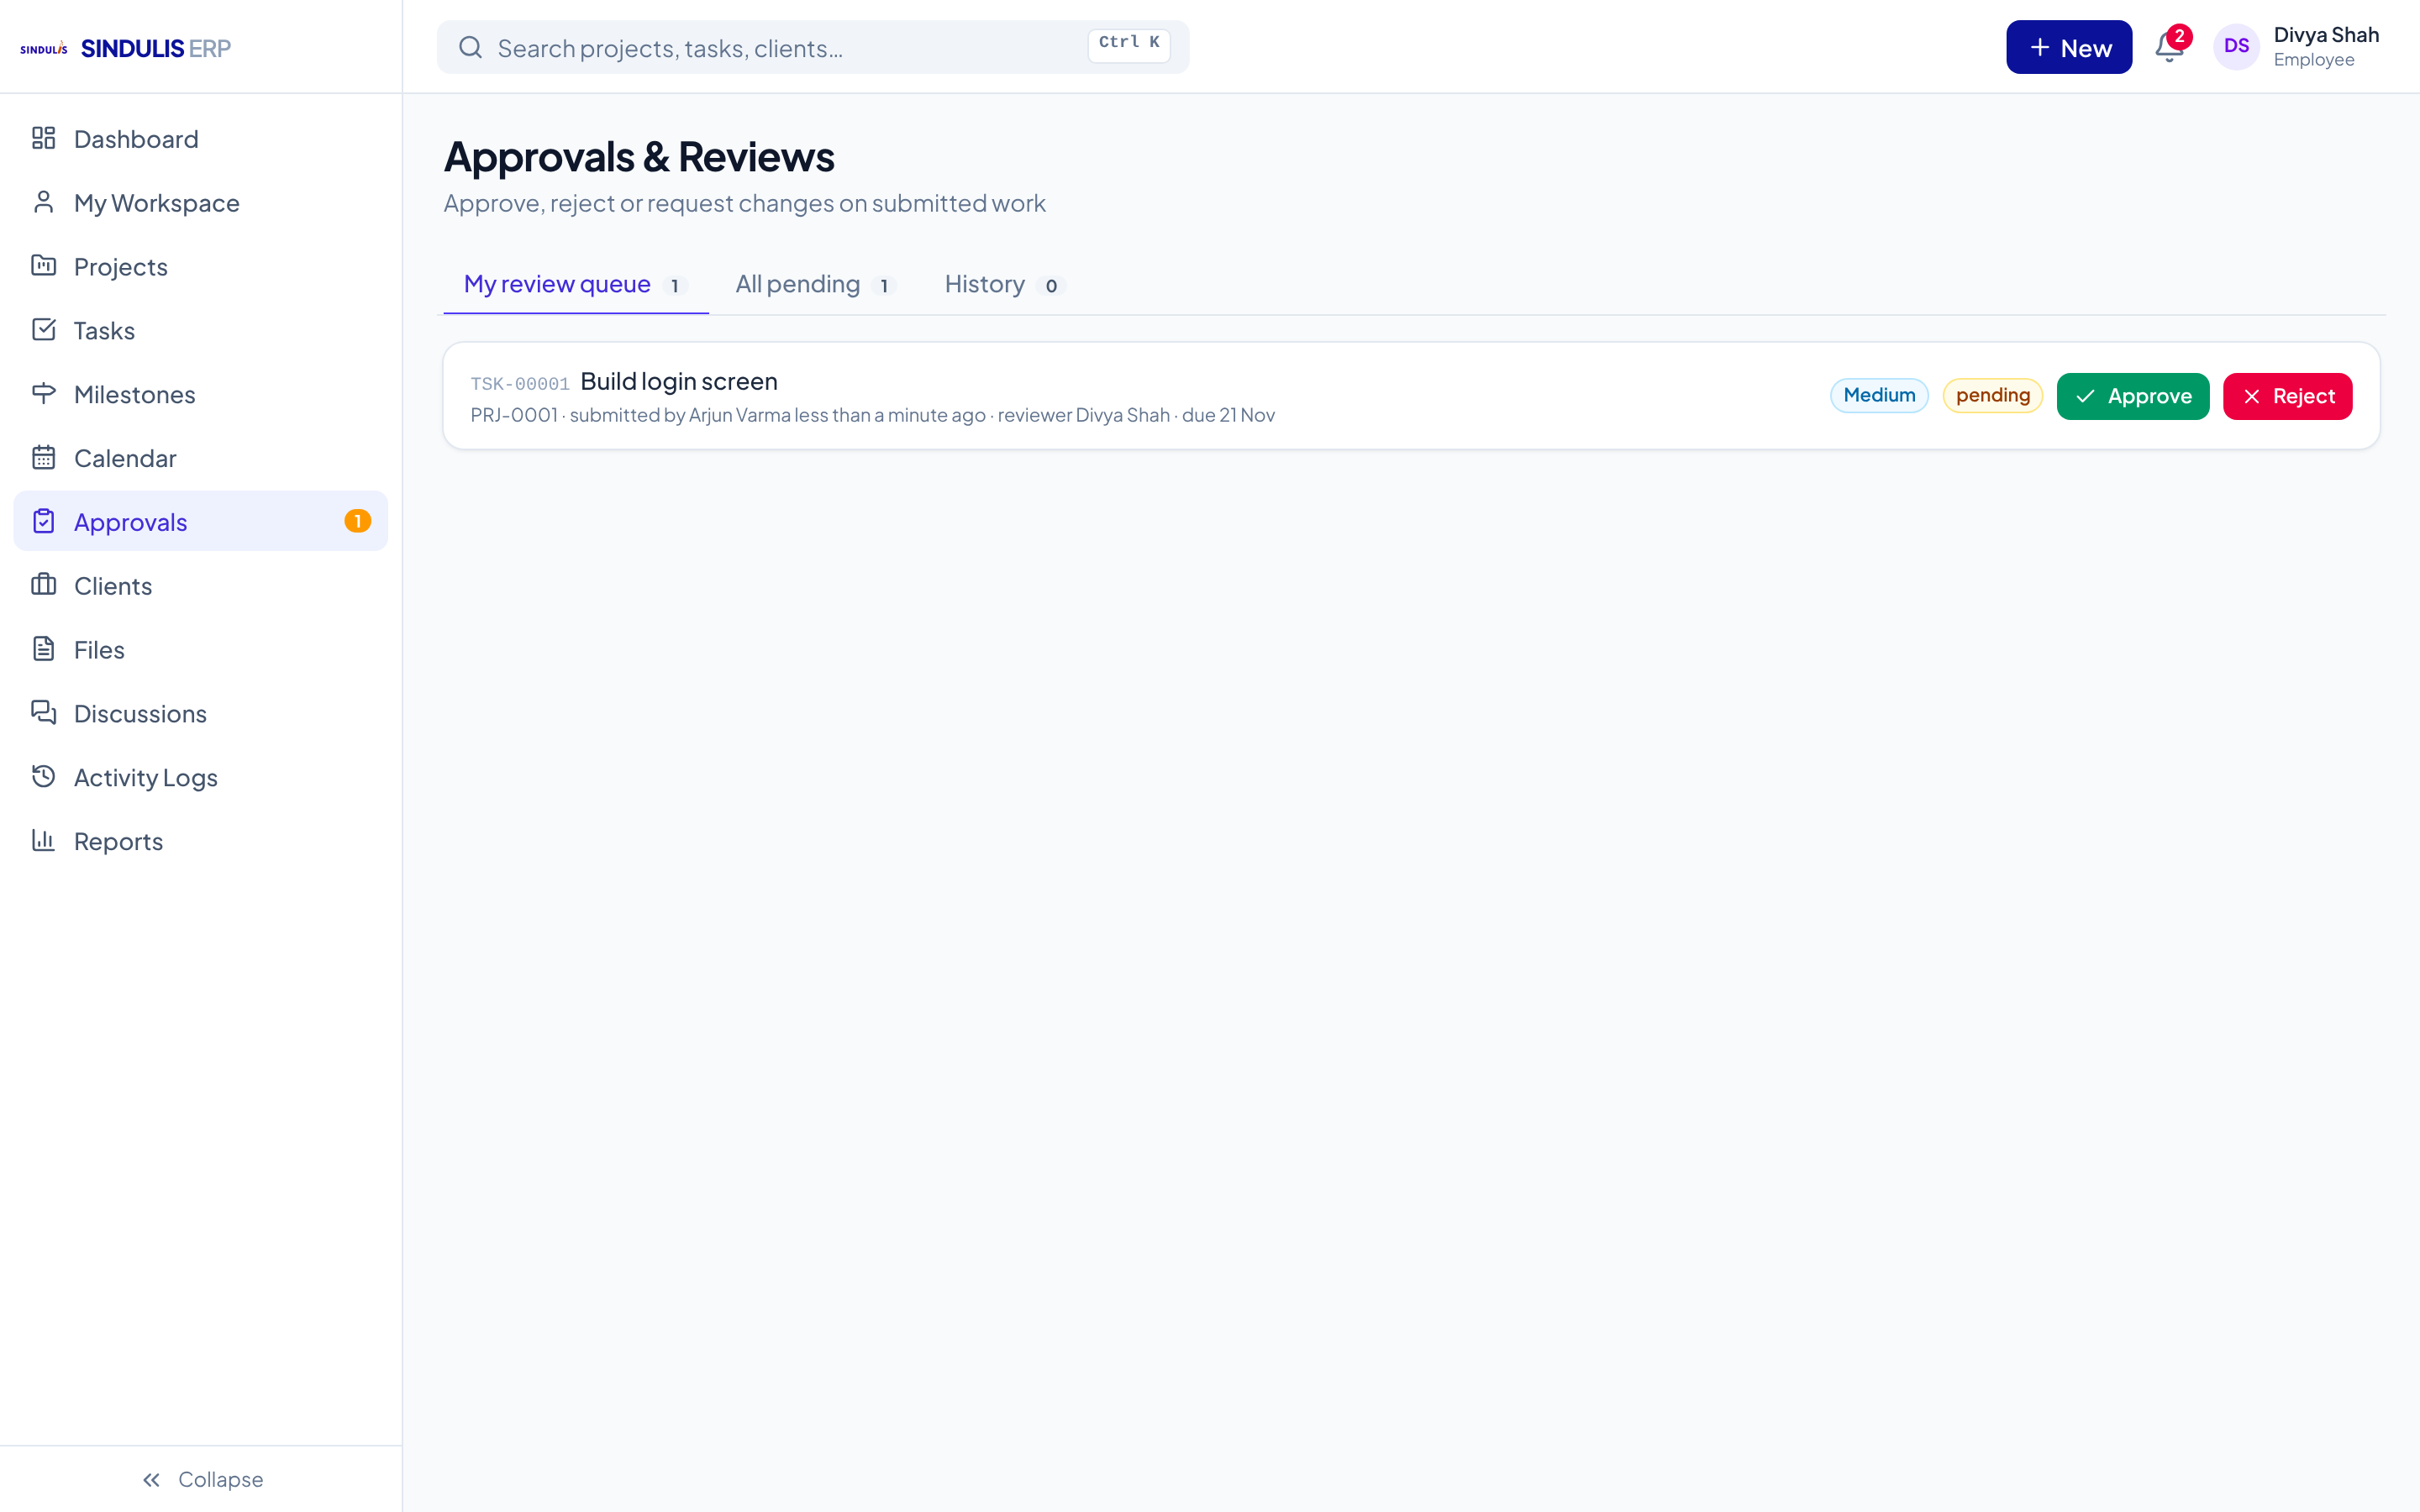 SINDULIS SINDULIS ERP
Search projects, tasks, clients... Ctrl K
New
2
DS
Divya Shah
Employee
Dashboard
My Workspace
Projects
Tasks
Milestones
Calendar
Approvals 1
Clients
Files
Discussions
Activity Logs
Reports
Collapse
Approvals & Reviews
Approve, reject or request changes on submitted work
My review queue 1 All pending 1 History 0
TSK-00001 Build login screen
PRJ-0001 · submitted by Arjun Varma less than a minute ago · reviewer Divya Shah · due 21 Nov
Medium pending Approve Reject